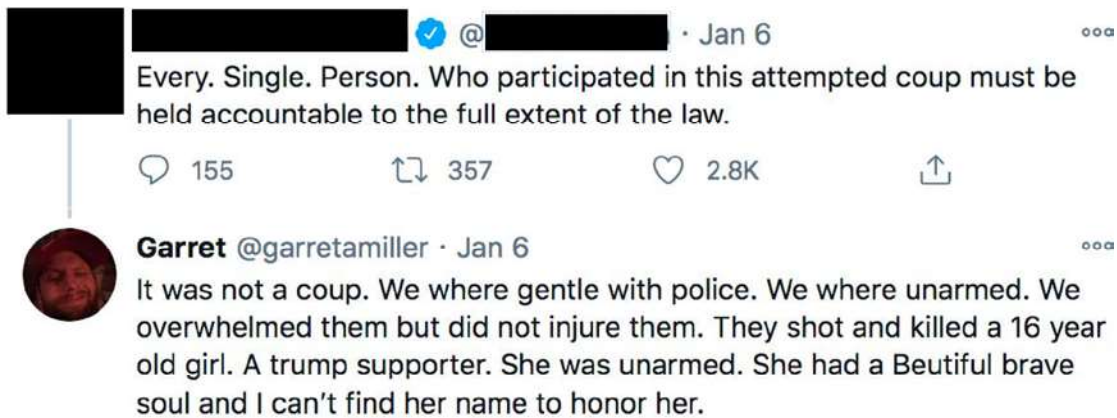 @ · Jan 6
Every. Single. Person. Who participated in this attempted coup must be
held accountable to the full extent of the law.
155 357 2.8K
Garret @garretamiller · Jan 6
It was not a coup. We where gentle with police. We where unarmed. We
overwhelmed them but did not injure them. They shot and killed a 16 year
old girl. A trump supporter. She was unarmed. She had a Beutiful brave
soul and I can't find her name to honor her.